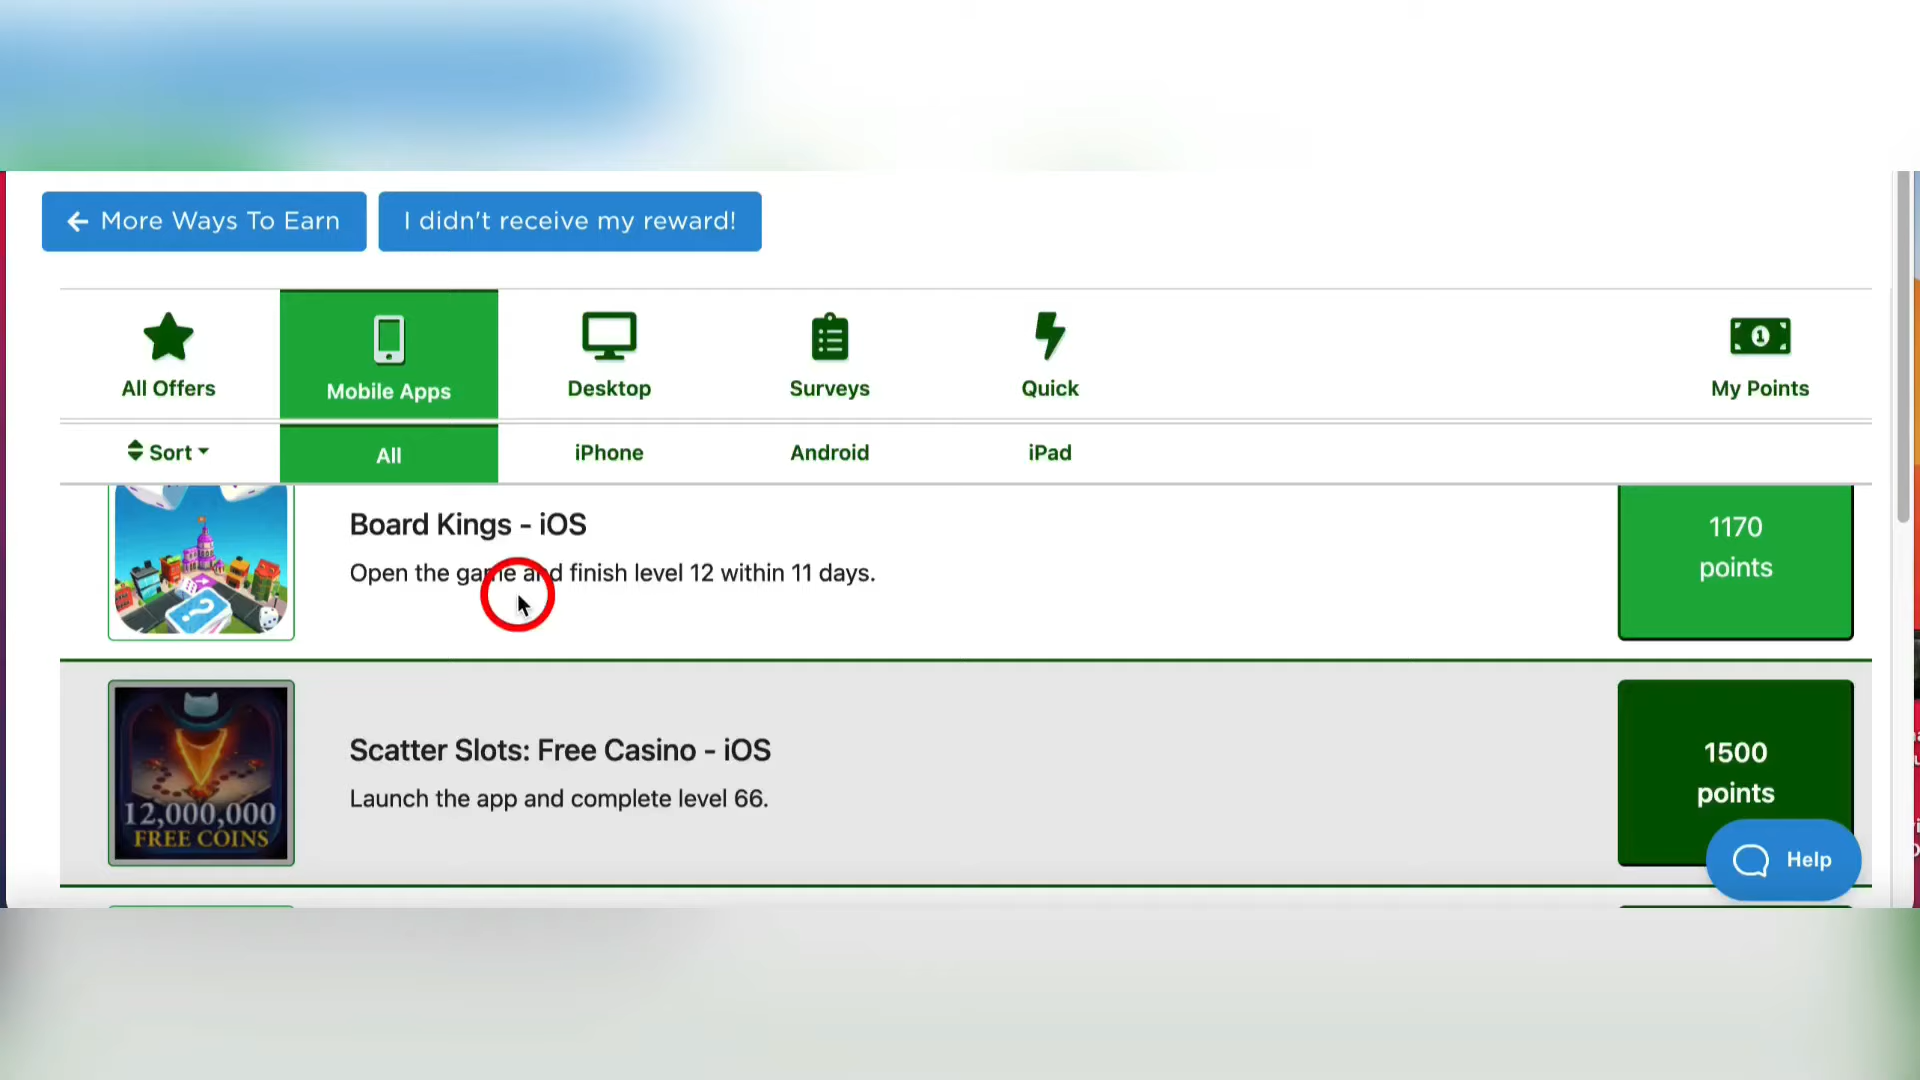 More Ways To Earn
I didn't receive my reward!
All Offers
Mobile Apps
Desktop
Surveys
Quick
My Points
Sort
All
iPhone
Android
iPad
Board Kings - iOS
Open the game and finish level 12 within 11 days.
1170
points
12,000,000
FREE COINS
Scatter Slots: Free Casino - iOS
Launch the app and complete level 66.
1500
points
Help